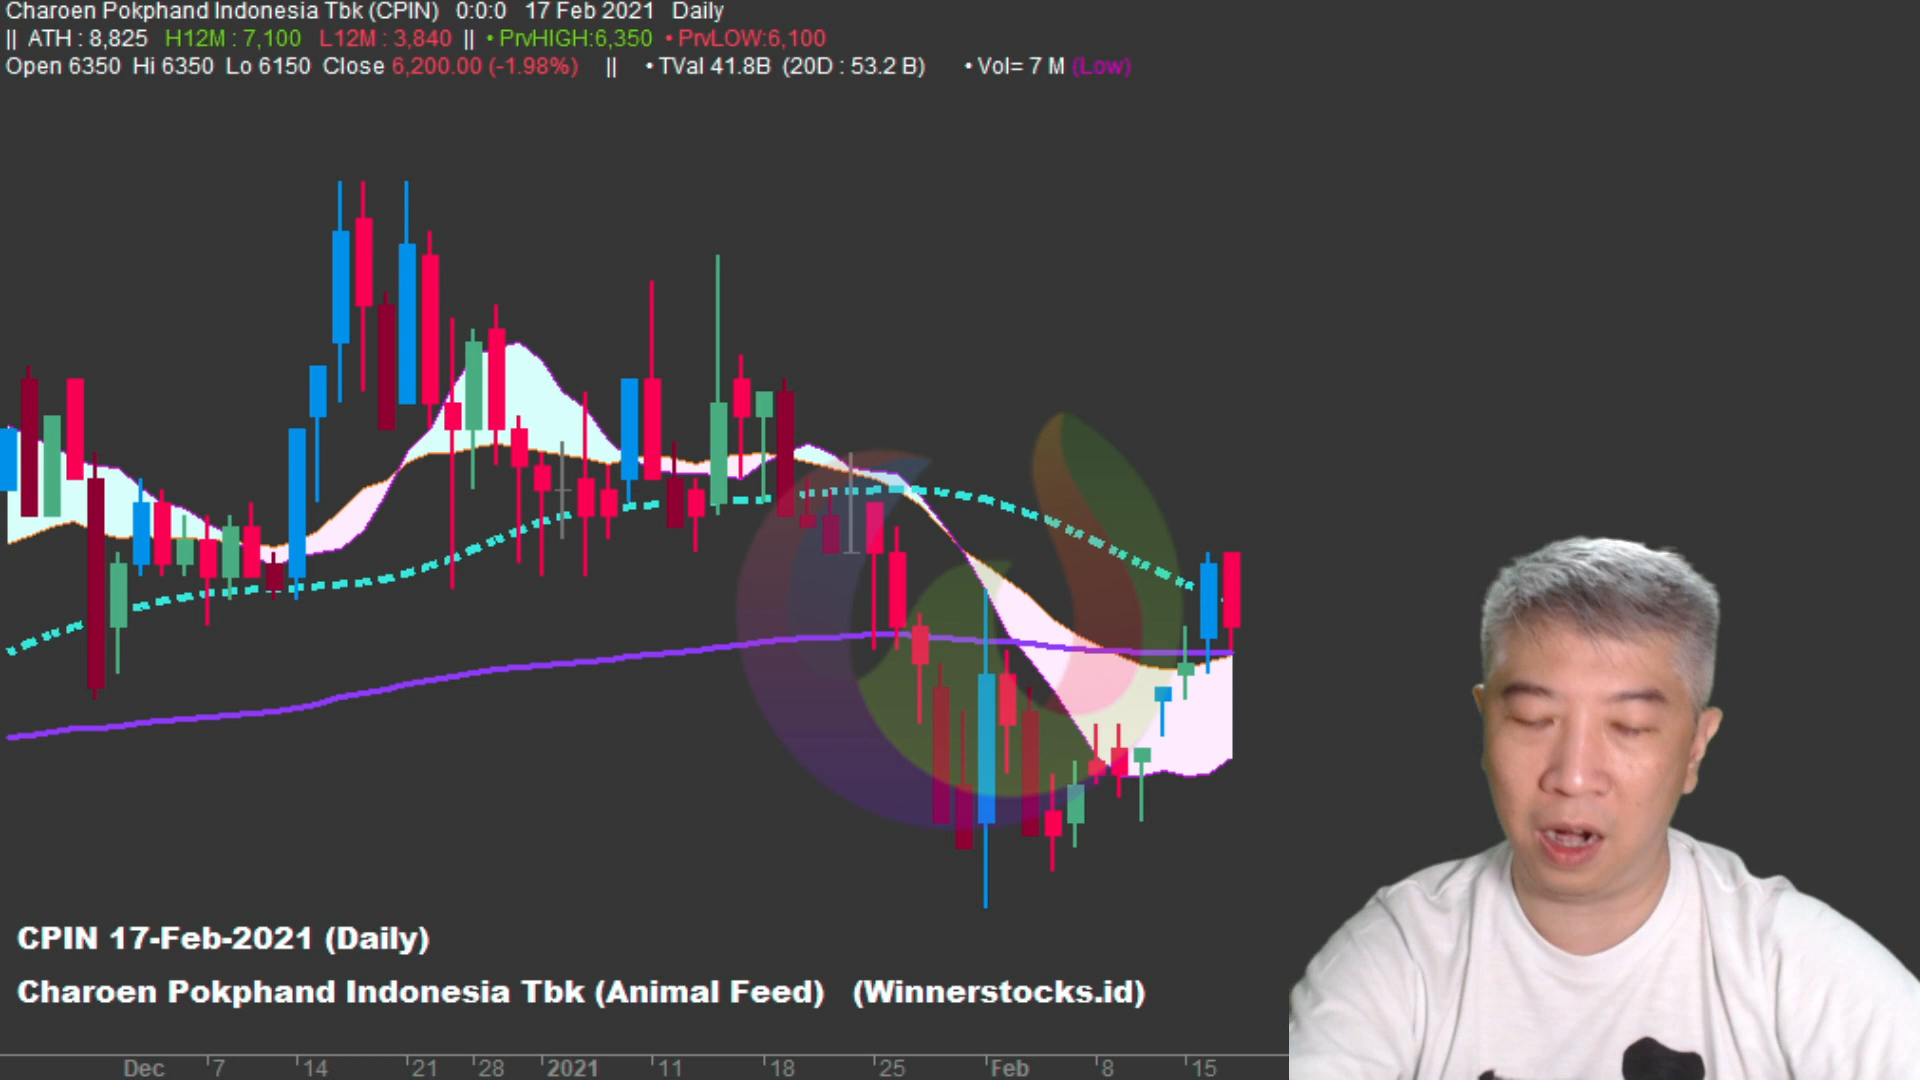 Charoen Pokphand Indonesia Tbk (CPIN) 0:0:0 17 Feb 2021 Daily
|| ATH : 8,825 H12M : 7,100 L12M : 3,840 || • PrvHIGH:6,350 • PrvLOW:6,100
Open 6350 Hi 6350 Lo 6150 Close 6,200.00 (-1.98%) || • TVal 41.8B (20D : 53.2 B) • Vol= 7 M (Low)
CPIN 17-Feb-2021 (Daily)
Charoen Pokphand Indonesia Tbk (Animal Feed) (Winnerstocks.id)
Dec 7 14 21 28 2021 11 18 25 Feb 8 15